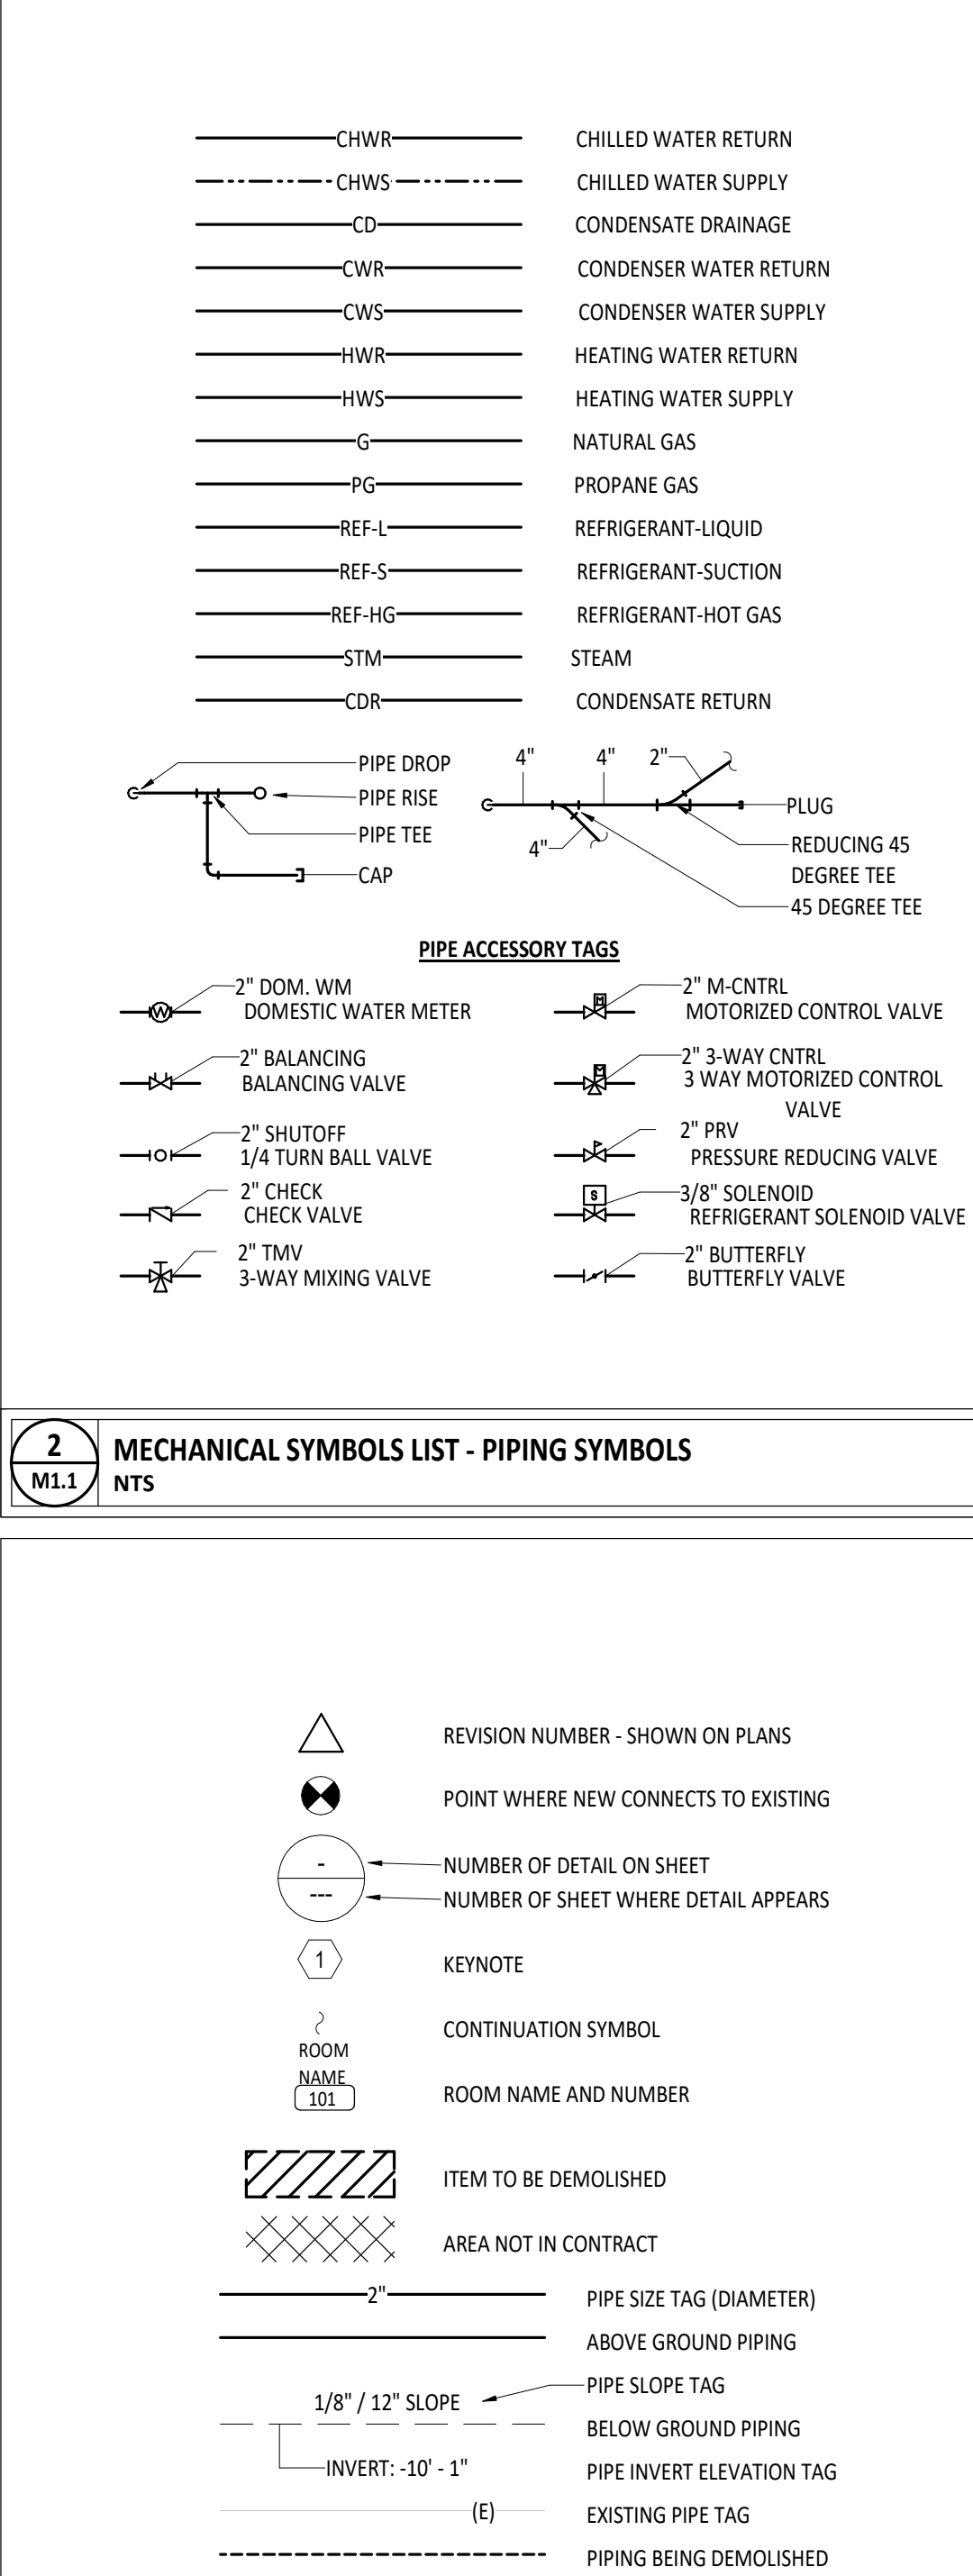 CHWR CHILLED WATER RETURN
CHWS CHILLED WATER SUPPLY
CD CONDENSATE DRAINAGE
CWR CONDENSER WATER RETURN
CWS CONDENSER WATER SUPPLY
HWR HEATING WATER RETURN
HWS HEATING WATER SUPPLY
G NATURAL GAS
PG PROPANE GAS
REF-L REFRIGERANT-LIQUID
REF-S REFRIGERANT-SUCTION
REF-HG REFRIGERANT-HOT GAS
STM STEAM
CDR CONDENSATE RETURN
PIPE DROP
PIPE RISE
PIPE TEE
CAP
4" 4" 2"
4"
PLUG
REDUCING 45
DEGREE TEE
45 DEGREE TEE
PIPE ACCESSORY TAGS
W
2" DOM. WM
DOMESTIC WATER METER
2" BALANCING
BALANCING VALVE
2" SHUTOFF
1/4 TURN BALL VALVE
2" CHECK
CHECK VALVE
2" TMV
3-WAY MIXING VALVE
M
2" M-CNTRL
MOTORIZED CONTROL VALVE
M
2" 3-WAY CNTRL
3 WAY MOTORIZED CONTROL
VALVE
2" PRV
PRESSURE REDUCING VALVE
S
3/8" SOLENOID
REFRIGERANT SOLENOID VALVE
2" BUTTERFLY
BUTTERFLY VALVE
2
M1.1
MECHANICAL SYMBOLS LIST - PIPING SYMBOLS
NTS
REVISION NUMBER - SHOWN ON PLANS
POINT WHERE NEW CONNECTS TO EXISTING
- NUMBER OF DETAIL ON SHEET
--- NUMBER OF SHEET WHERE DETAIL APPEARS
1 KEYNOTE
CONTINUATION SYMBOL
ROOM
NAME
101 ROOM NAME AND NUMBER
ITEM TO BE DEMOLISHED
AREA NOT IN CONTRACT
2" PIPE SIZE TAG (DIAMETER)
ABOVE GROUND PIPING
PIPE SLOPE TAG
1/8" / 12" SLOPE
BELOW GROUND PIPING
INVERT: -10' - 1" PIPE INVERT ELEVATION TAG
(E) EXISTING PIPE TAG
PIPING BEING DEMOLISHED